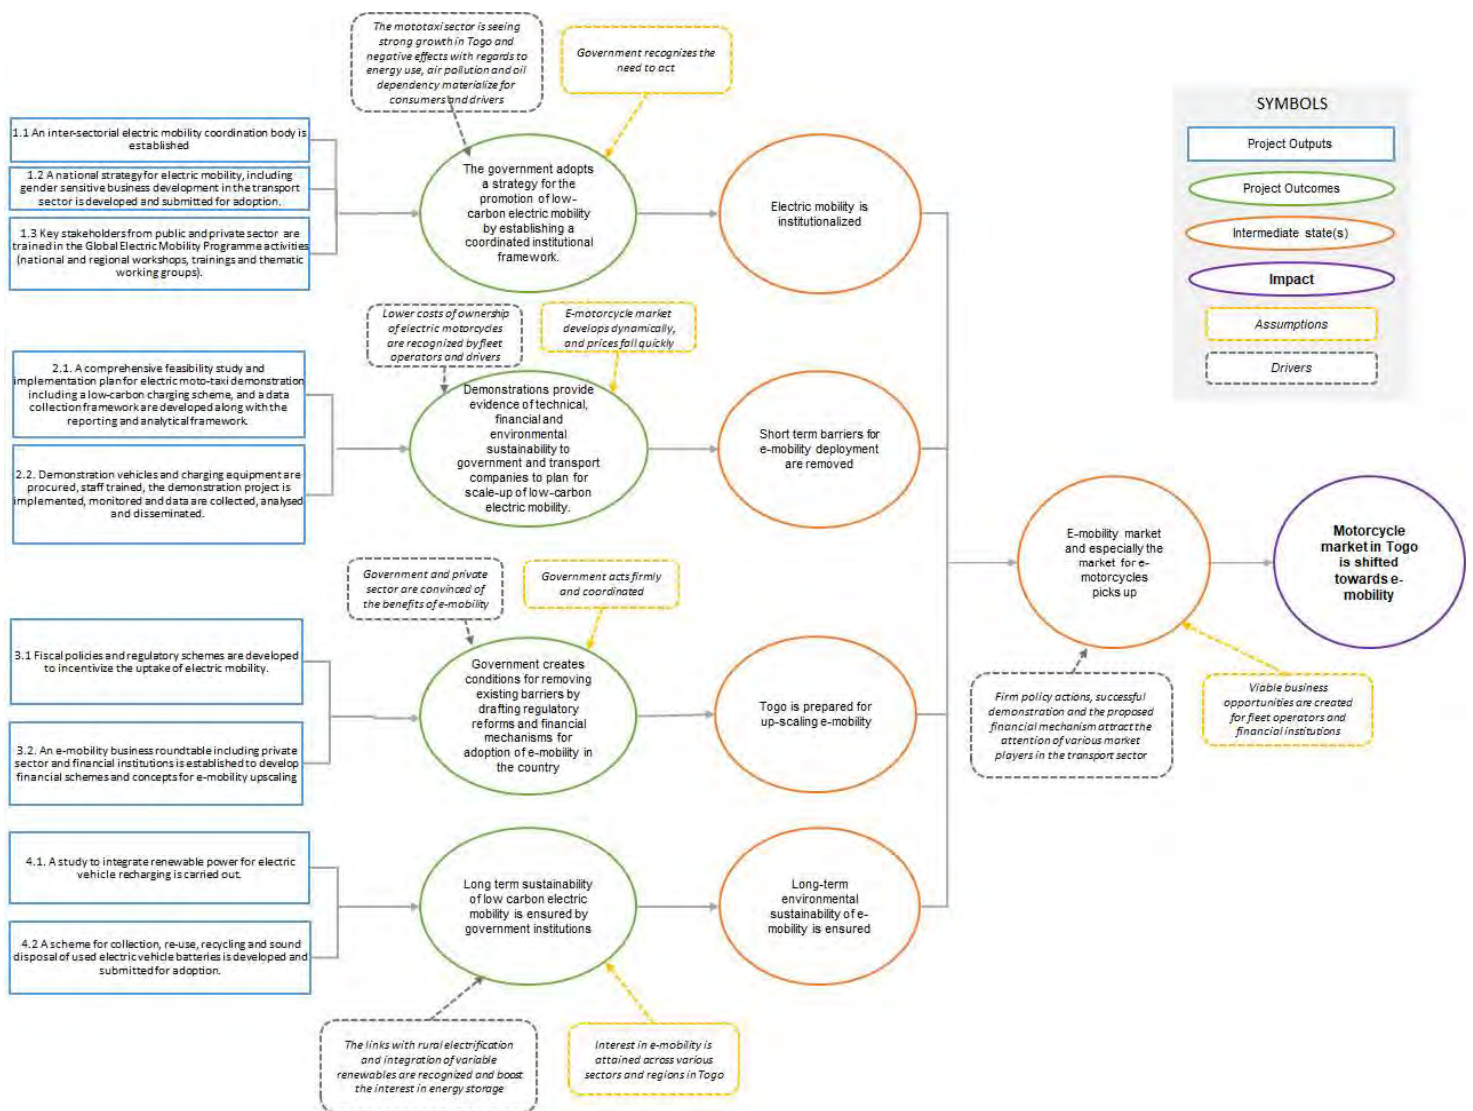 The mototaxi sector is seeing
strong growth in Togo and
negative effects with regards to
energy use, air pollution and oil
dependency materialize for
consumers and drivers
Government recognizes the
need to act
1.1 An inter-sectorial electric mobility coordination body is
established
1.2 A national strategy for electric mobility, including
gender sensitive business development in the transport
sector is developed and submitted for adoption.
1.3 Key stakeholders from public and private sector are
trained in the Global Electric Mobility Programme activities
(national and regional workshops, trainings and thematic
working groups).
The government adopts
a strategy for the
promotion of low-
carbon electric mobility
by establishing a
coordinated institutional
framework.
Electric mobility is
institutionalized
Lower costs of ownership
of electric motorcycles
are recognized by fleet
operators and drivers
E-motorcycle market
develops dynamically,
and prices fall quickly
2.1. A comprehensive feasibility study and
implementation plan for electric moto-taxi demonstration
including a low-carbon charging scheme, and a data
collection framework are developed along with the
reporting and analytical framework.
2.2. Demonstration vehicles and charging equipment are
procured, staff trained, the demonstration project is
implemented, monitored and data are collected, analysed
and disseminated.
Demonstrations provide
evidence of technical,
financial and
environmental
sustainability to
government and transport
companies to plan for
scale-up of low-carbon
electric mobility.
Short term barriers for
e-mobility deployment
are removed
Government and private
sector are convinced of
the benefits of e-mobility
Government acts firmly
and coordinated
3.1 Fiscal policies and regulatory schemes are developed
to incentivize the uptake of electric mobility.
3.2. An e-mobility business roundtable including private
sector and financial institutions is established to develop
financial schemes and concepts for e-mobility upscaling
Government creates
conditions for removing
existing barriers by
drafting regulatory
reforms and financial
mechanisms for
adoption of e-mobility in
the country
Togo is prepared for
up-scaling e-mobility
4.1. A study to integrate renewable power for electric
vehicle recharging is carried out.
4.2 A scheme for collection, re-use, recycling and sound
disposal of used electric vehicle batteries is developed and
submitted for adoption.
Long term sustainability
of low carbon electric
mobility is ensured by
government institutions
Long-term
environmental
sustainability of e-
mobility is ensured
The links with rural electrification
and integration of variable
renewables are recognized and boost
the interest in energy storage
Interest in e-mobility is
attained across various
sectors and regions in Togo
E-mobility market
and especially the
market for e-
motorcycles
picks up
Motorcycle
market in Togo
is shifted
towards e-
mobility
Firm policy actions, successful
demonstration and the proposed
financial mechanism attract the
attention of various market
players in the transport sector
Viable business
opportunities are created
for fleet operators and
financial institutions
SYMBOLS
Project Outputs
Project Outcomes
Intermediate state(s)
Impact
Assumptions
Drivers